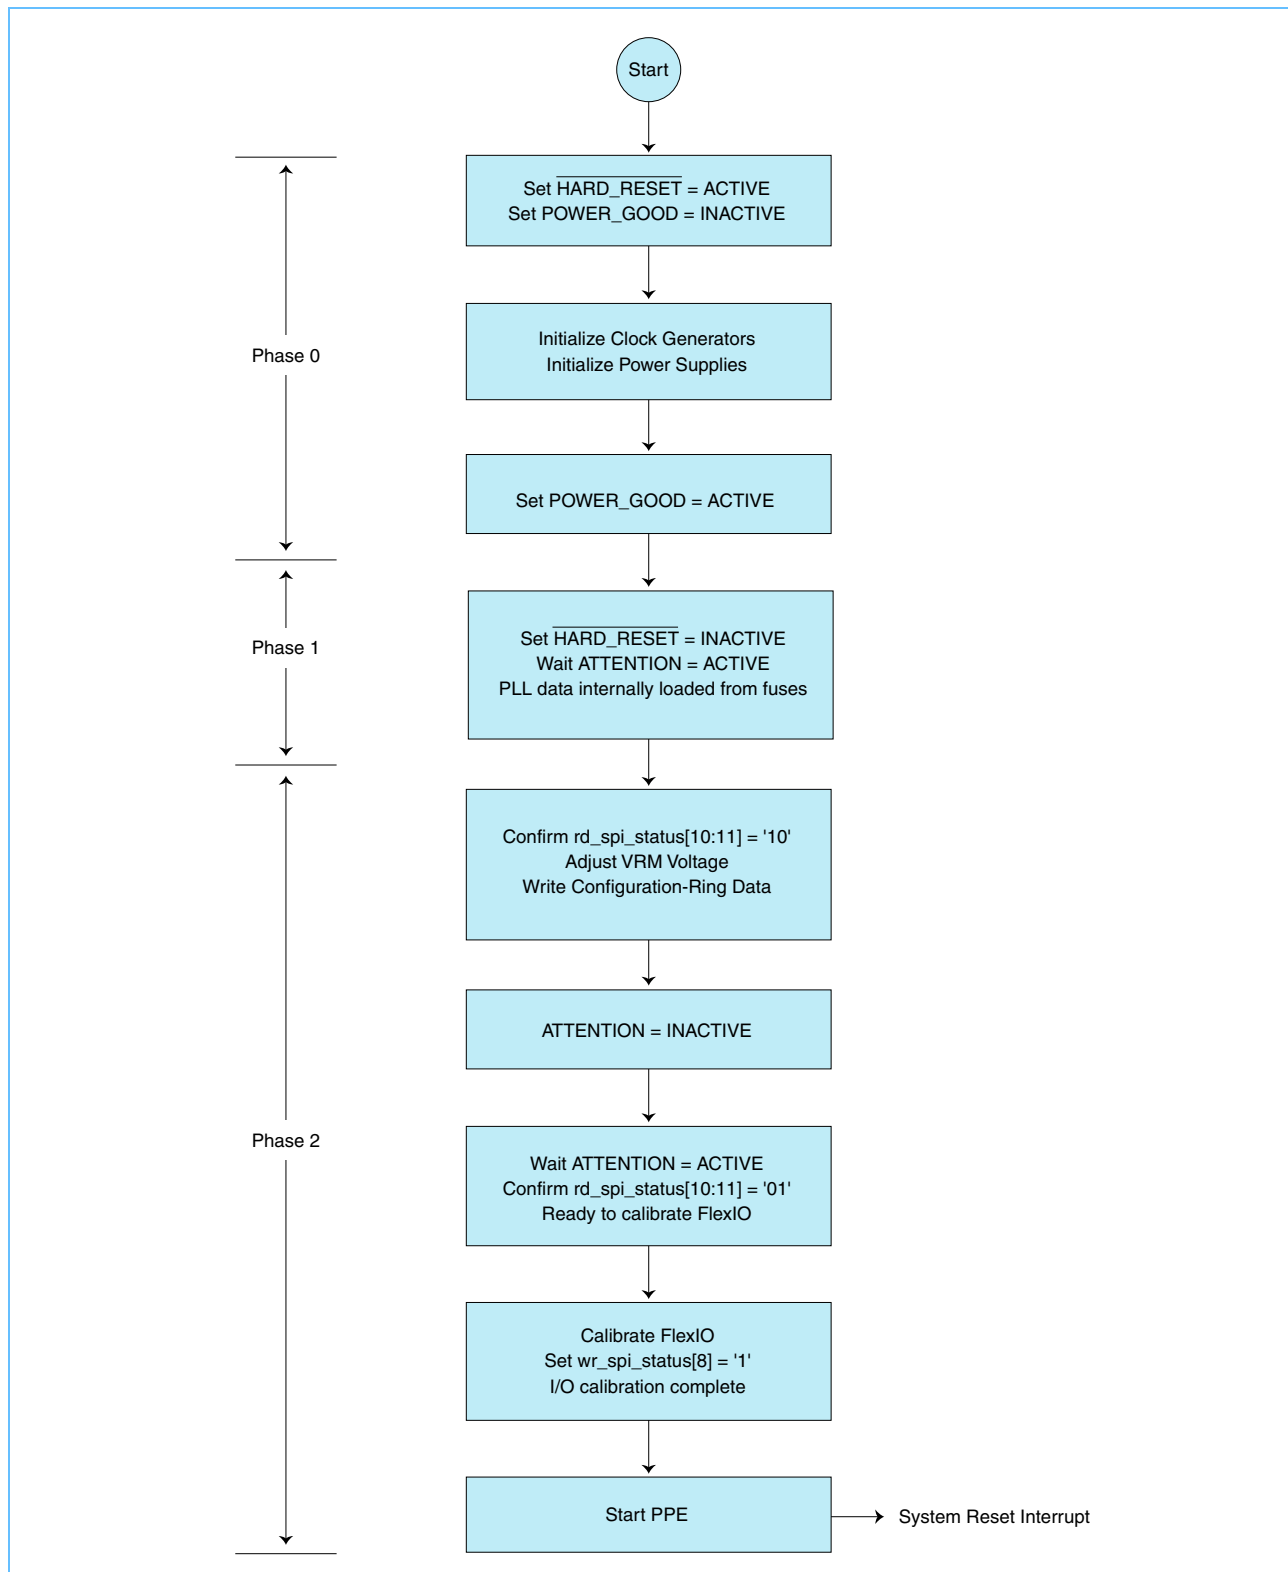 Start
Set HARD_RESET = ACTIVE
Set POWER_GOOD = INACTIVE
Initialize Clock Generators
Initialize Power Supplies
Phase 0
Set POWER_GOOD = ACTIVE
Set HARD_RESET = INACTIVE
Wait ATTENTION = ACTIVE
PLL data internally loaded from fuses
Phase 1
Confirm rd_spi_status[10:11] = '10'
Adjust VRM Voltage
Write Configuration-Ring Data
ATTENTION = INACTIVE
Phase 2
Wait ATTENTION = ACTIVE
Confirm rd_spi_status[10:11] = '01'
Ready to calibrate FlexIO
Calibrate FlexIO
Set wr_spi_status[8] = '1'
I/O calibration complete
Start PPE
System Reset Interrupt